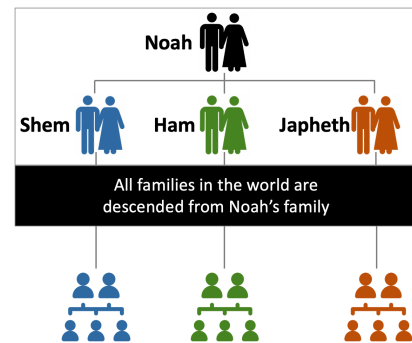 Noah
Shem
Ham
Japheth
All families in the world are
descended from Noah's family